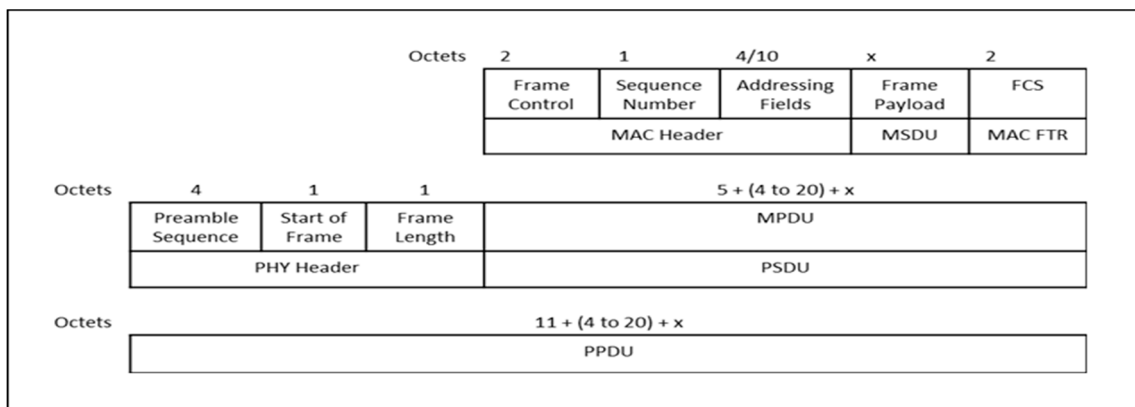 Octets 2 1 4/10 x 2
Frame Control Sequence Number Addressing Fields Frame Payload FCS
MAC Header MSDU MAC FTR
Octets 4 1 1 5 + (4 to 20) + x
Preamble Sequence Start of Frame Frame Length MPDU
PHY Header PSDU
Octets 11 + (4 to 20) + x
PPDU